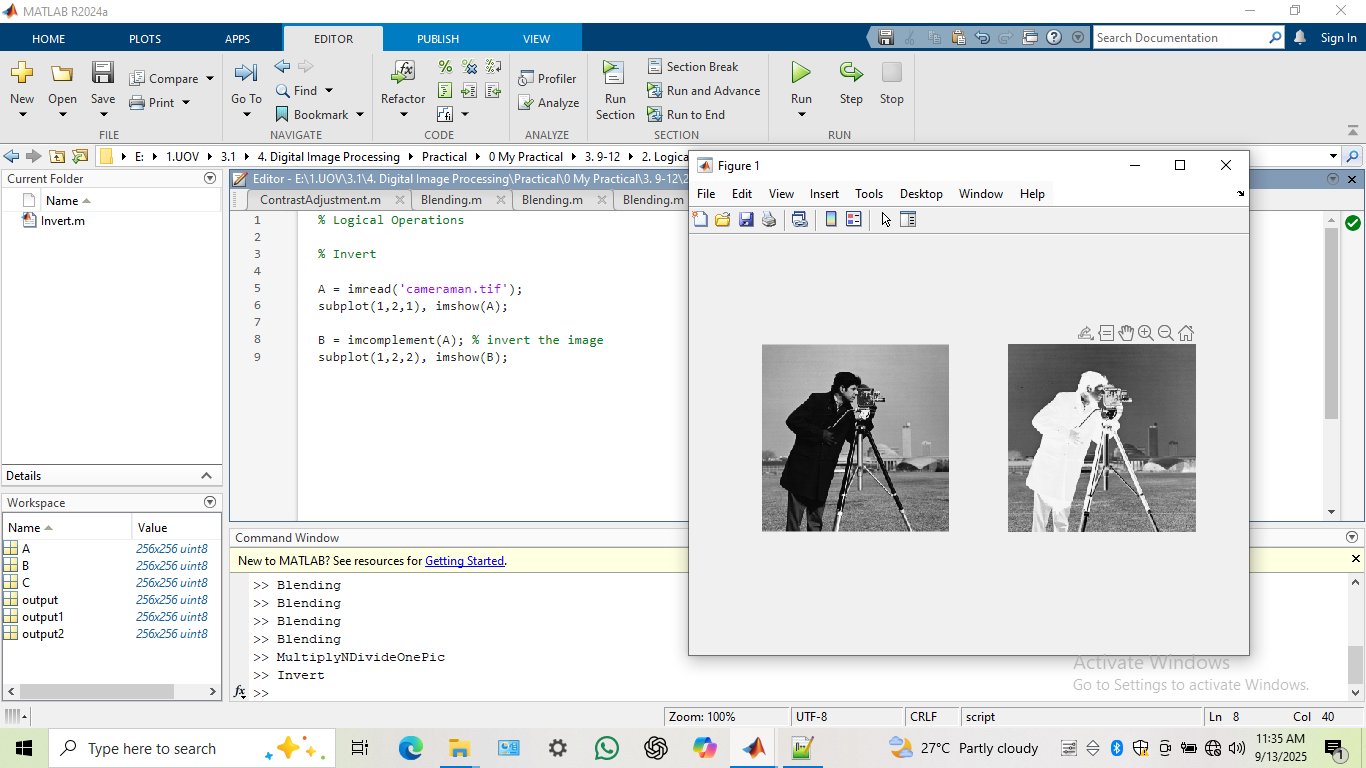 MATLAB R2024a
HOME PLOTS APPS EDITOR PUBLISH VIEW Search Documentation Sign In
New Open Save Compare Print Go To Find Bookmark Refactor Profiler Analyze Run Section Section Break Run and Advance Run to End Run Step Stop
FILE NAVIGATE CODE ANALYZE SECTION RUN
E: 1.UOV 3.1 4. Digital Image Processing Practical 0 My Practical 3. 9-12 2. Logica
Current Folder
Name
Invert.m
Details
Workspace
Name Value
A 256x256 uint8
B 256x256 uint8
C 256x256 uint8
output 256x256 uint8
output1 256x256 uint8
output2 256x256 uint8
Editor - E:\1.UOV\3.1\4. Digital Image Processing\Practical\0 My Practical\3. 9-12\2
ContrastAdjustment.m Blending.m Blending.m Blending.m
1 % Logical Operations
2
3 % Invert
4
5 A = imread('cameraman.tif');
6 subplot(1,2,1), imshow(A);
7
8 B = imcomplement(A); % invert the image
9 subplot(1,2,2), imshow(B);
Command Window
New to MATLAB? See resources for Getting Started.
>> Blending
>> Blending
>> Blending
>> Blending
>> MultiplyNDivideOnePic
>> Invert
fx >>
Figure 1
File Edit View Insert Tools Desktop Window Help
Activate Windows
Go to Settings to activate Windows.
Zoom: 100% UTF-8 CRLF script Ln 8 Col 40
Type here to search
27°C Partly cloudy
11:35 AM
9/13/2025
1